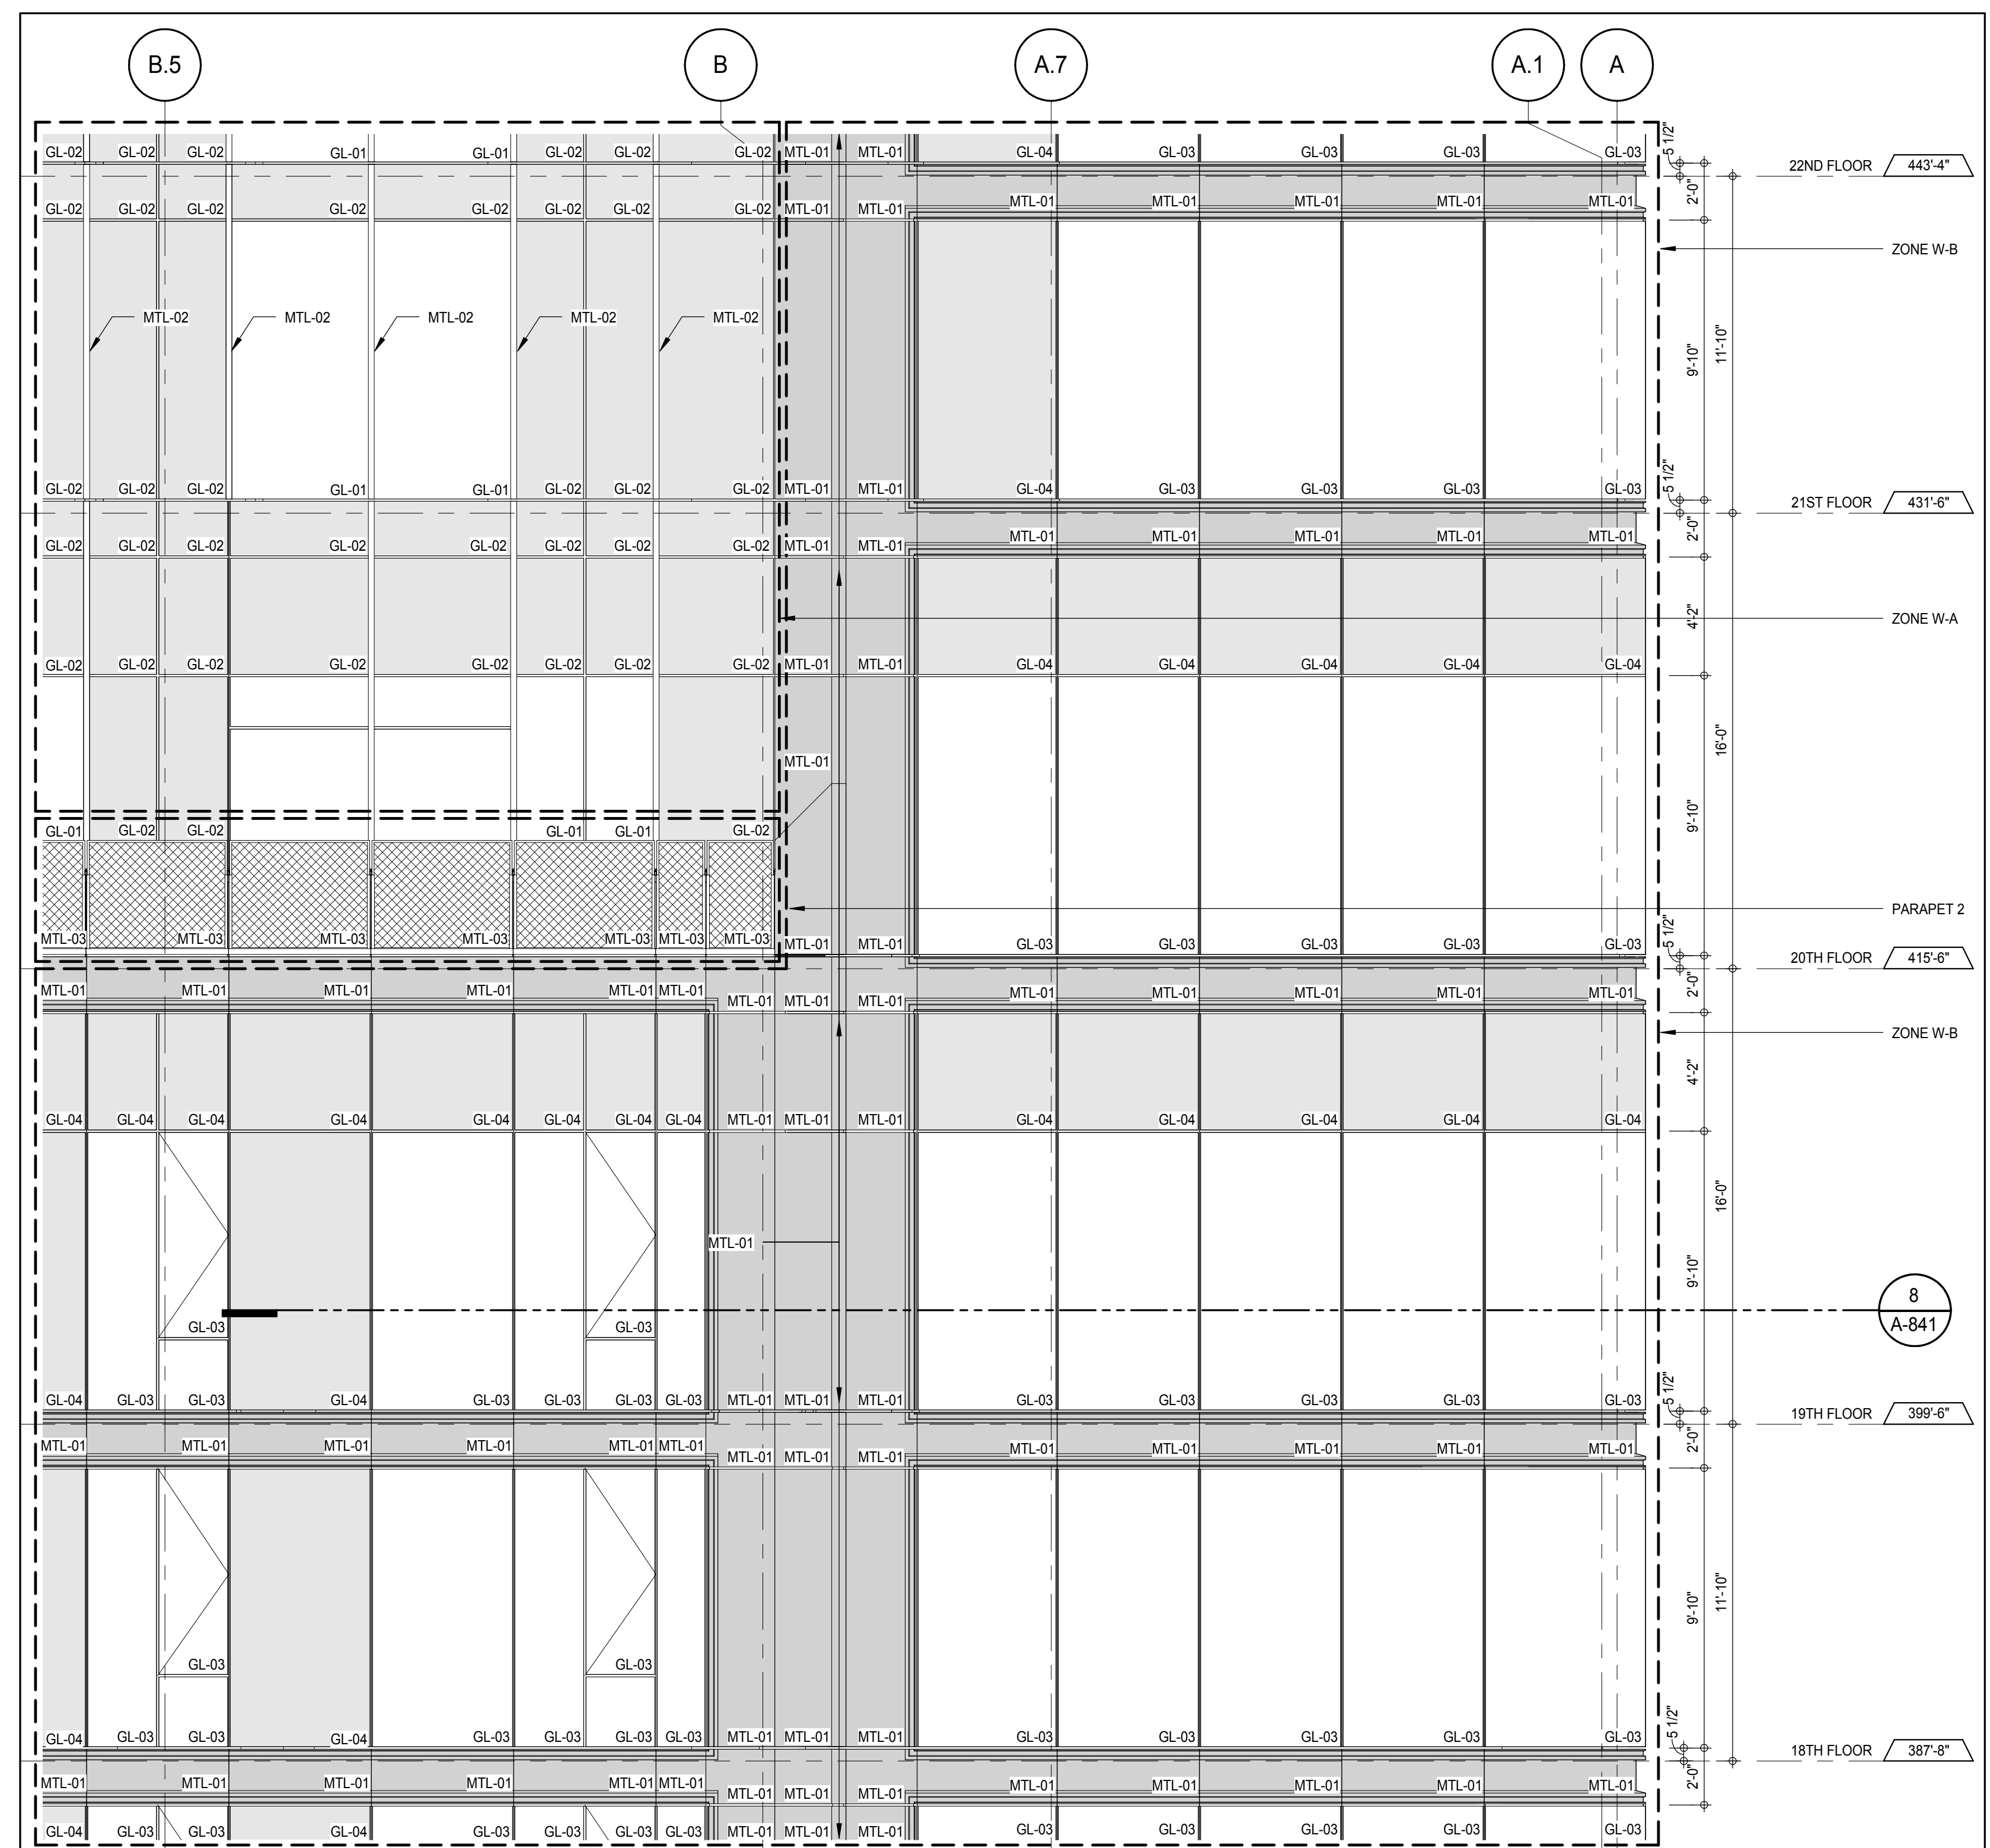 B.5 B A.7 A.1 A
GL-02 GL-02 GL-02 GL-01 GL-01 GL-02 GL-02 GL-02 MTL-01 MTL-01 GL-04 GL-03 GL-03 GL-03 GL-03
5 1/2"
22ND FLOOR 443'-4"
2'-0"
GL-02 GL-02 GL-02 GL-02 GL-02 GL-02 GL-02 GL-02 MTL-01 MTL-01 MTL-01 MTL-01 MTL-01 MTL-01 MTL-01
ZONE W-B
MTL-02 MTL-02 MTL-02 MTL-02 MTL-02
9'-10"
11'-10"
GL-02 GL-02 GL-02 GL-01 GL-01 GL-02 GL-02 GL-02 MTL-01 MTL-01 GL-04 GL-03 GL-03 GL-03 GL-03
5 1/2"
21ST FLOOR 431'-6"
2'-0"
GL-02 GL-02 GL-02 GL-02 GL-02 GL-02 GL-02 GL-02 MTL-01 MTL-01 MTL-01 MTL-01 MTL-01 MTL-01 MTL-01
4'-2"
ZONE W-A
GL-02 GL-02 GL-02 GL-02 GL-02 GL-02 GL-02 GL-02 MTL-01 MTL-01 GL-04 GL-04 GL-04 GL-04 GL-04
16'-0"
MTL-01
9'-10"
GL-01 GL-02 GL-02 GL-01 GL-01 GL-02
PARAPET 2
MTL-03 MTL-03 MTL-03 MTL-03 MTL-03 MTL-03 MTL-03 MTL-01 MTL-01 GL-03 GL-03 GL-03 GL-03 GL-03
5 1/2"
20TH FLOOR 415'-6"
2'-0"
MTL-01 MTL-01 MTL-01 MTL-01 MTL-01 MTL-01 MTL-01 MTL-01 MTL-01 MTL-01 MTL-01 MTL-01 MTL-01 MTL-01
ZONE W-B
4'-2"
GL-04 GL-04 GL-04 GL-04 GL-04 GL-04 GL-04 GL-04 MTL-01 MTL-01 MTL-01 GL-04 GL-04 GL-04 GL-04 GL-04
16'-0"
MTL-01
9'-10"
8
A-841
GL-03 GL-03
GL-04 GL-03 GL-03 GL-04 GL-03 GL-03 GL-03 GL-03 MTL-01 MTL-01 MTL-01 GL-03 GL-03 GL-03 GL-03 GL-03
5 1/2"
19TH FLOOR 399'-6"
2'-0"
MTL-01 MTL-01 MTL-01 MTL-01 MTL-01 MTL-01 MTL-01 MTL-01 MTL-01 MTL-01 MTL-01 MTL-01 MTL-01 MTL-01
9'-10"
11'-10"
GL-03 GL-03
GL-04 GL-03 GL-03 GL-04 GL-03 GL-03 GL-03 GL-03 MTL-01 MTL-01 MTL-01 GL-03 GL-03 GL-03 GL-03 GL-03
5 1/2"
18TH FLOOR 387'-8"
2'-0"
MTL-01 MTL-01 MTL-01 MTL-01 MTL-01 MTL-01 MTL-01 MTL-01 MTL-01 MTL-01 MTL-01 MTL-01 MTL-01 MTL-01
GL-04 GL-03 GL-03 GL-04 GL-03 GL-03 GL-03 GL-03 MTL-01 MTL-01 MTL-01 GL-03 GL-03 GL-03 GL-03 GL-03